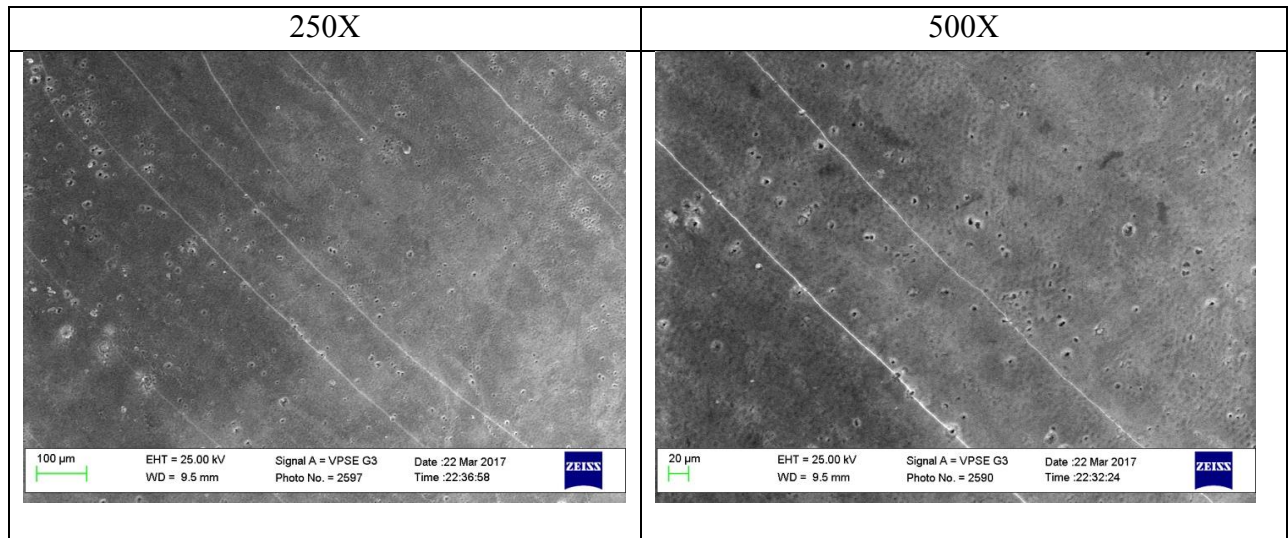 250X
500X
100 µm
EHT = 25.00 kV
WD = 9.5 mm
Signal A = VPSE G3
Photo No. = 2597
Date :22 Mar 2017
Time :22:36:58
ZEISS
20 µm
EHT = 25.00 kV
WD = 9.5 mm
Signal A = VPSE G3
Photo No. = 2590
Date :22 Mar 2017
Time :22:32:24
ZEISS